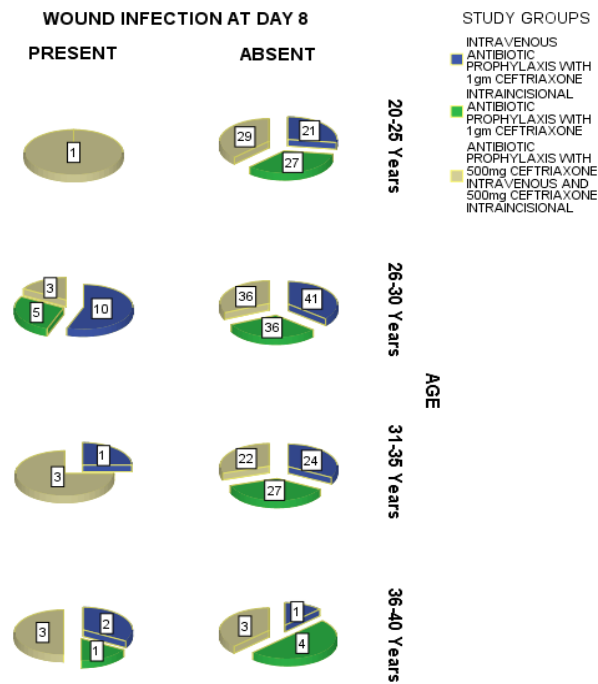 WOUND INFECTION AT DAY 8
PRESENT
ABSENT
STUDY GROUPS
INTRAVENOUS
ANTIBIOTIC
PROPHYLAXIS WITH
1gm CEFTRIAXONE
INTRAINCISIONAL
ANTIBIOTIC
PROPHYLAXIS WITH
1gm CEFTRIAXONE
ANTIBIOTIC
PROPHYLAXIS WITH
500mg CEFTRIAXONE
INTRAVENOUS AND
500mg CEFTRIAXONE
INTRAINCISIONAL
1
29
21
27
20-25 Years
3
10
5
36
41
36
26-30 Years
AGE
1
3
22
24
27
31-35 Years
3
2
1
3
1
4
36-40 Years